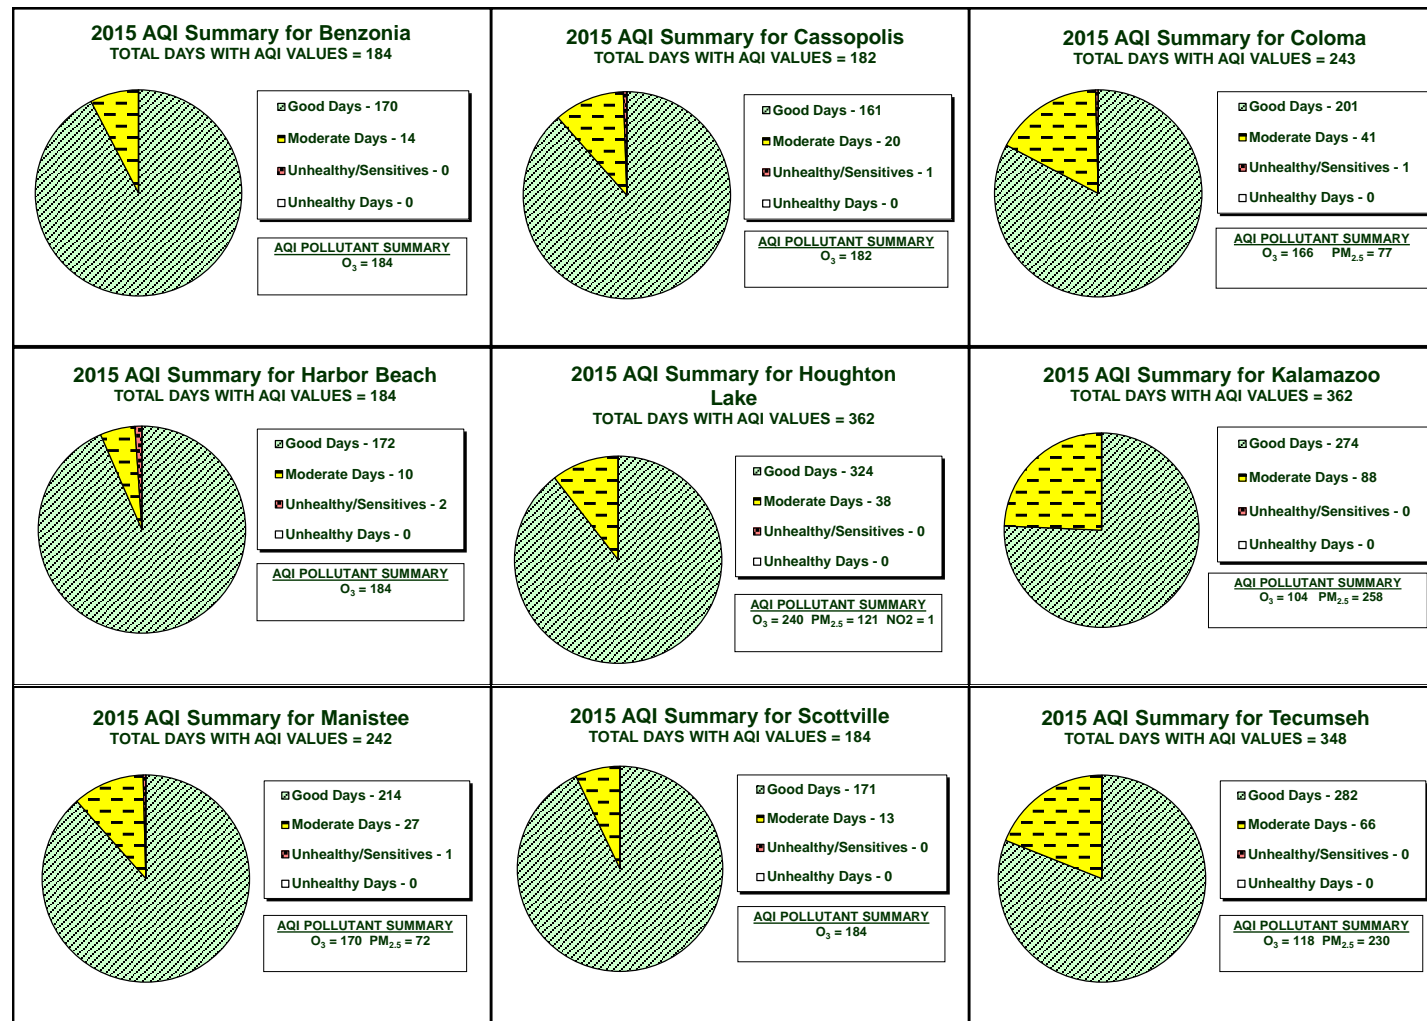 2015 AQI Summary for Benzonia
TOTAL DAYS WITH AQI VALUES = 184
Good Days - 170
Moderate Days - 14
Unhealthy/Sensitives - 0
Unhealthy Days - 0
AQI POLLUTANT SUMMARY
O₃ = 184
2015 AQI Summary for Cassopolis
TOTAL DAYS WITH AQI VALUES = 182
Good Days - 161
Moderate Days - 20
Unhealthy/Sensitives - 1
Unhealthy Days - 0
AQI POLLUTANT SUMMARY
O₃ = 182
2015 AQI Summary for Coloma
TOTAL DAYS WITH AQI VALUES = 243
Good Days - 201
Moderate Days - 41
Unhealthy/Sensitives - 1
Unhealthy Days - 0
AQI POLLUTANT SUMMARY
O₃ = 166 PM₂.₅ = 77
2015 AQI Summary for Harbor Beach
TOTAL DAYS WITH AQI VALUES = 184
Good Days - 172
Moderate Days - 10
Unhealthy/Sensitives - 2
Unhealthy Days - 0
AQI POLLUTANT SUMMARY
O₃ = 184
2015 AQI Summary for Houghton
Lake
TOTAL DAYS WITH AQI VALUES = 362
Good Days - 324
Moderate Days - 38
Unhealthy/Sensitives - 0
Unhealthy Days - 0
AQI POLLUTANT SUMMARY
O₃ = 240 PM₂.₅ = 121 NO2 = 1
2015 AQI Summary for Kalamazoo
TOTAL DAYS WITH AQI VALUES = 362
Good Days - 274
Moderate Days - 88
Unhealthy/Sensitives - 0
Unhealthy Days - 0
AQI POLLUTANT SUMMARY
O₃ = 104 PM₂.₅ = 258
2015 AQI Summary for Manistee
TOTAL DAYS WITH AQI VALUES = 242
Good Days - 214
Moderate Days - 27
Unhealthy/Sensitives - 1
Unhealthy Days - 0
AQI POLLUTANT SUMMARY
O₃ = 170 PM₂.₅ = 72
2015 AQI Summary for Scottville
TOTAL DAYS WITH AQI VALUES = 184
Good Days - 171
Moderate Days - 13
Unhealthy/Sensitives - 0
Unhealthy Days - 0
AQI POLLUTANT SUMMARY
O₃ = 184
2015 AQI Summary for Tecumseh
TOTAL DAYS WITH AQI VALUES = 348
Good Days - 282
Moderate Days - 66
Unhealthy/Sensitives - 0
Unhealthy Days - 0
AQI POLLUTANT SUMMARY
O₃ = 118 PM₂.₅ = 230